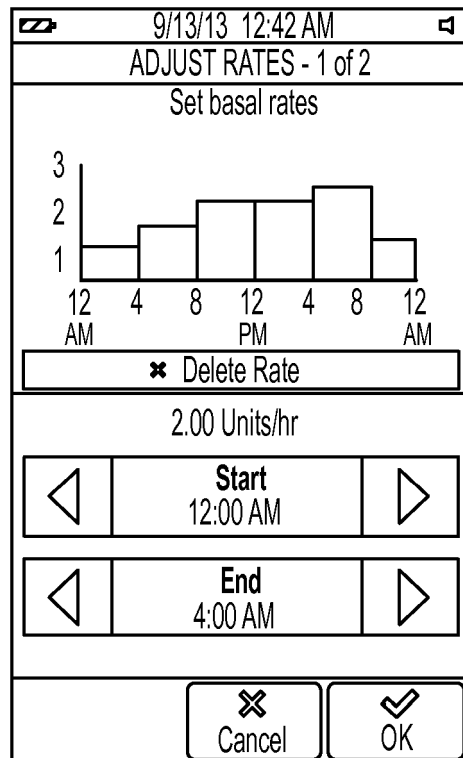 9/13/13 12:42 AM
ADJUST RATES - 1 of 2
Set basal rates
3
2
1
12 4 8 12 4 8 12
AM PM AM
Delete Rate
2.00 Units/hr
Start
12:00 AM
End
4:00 AM
Cancel OK